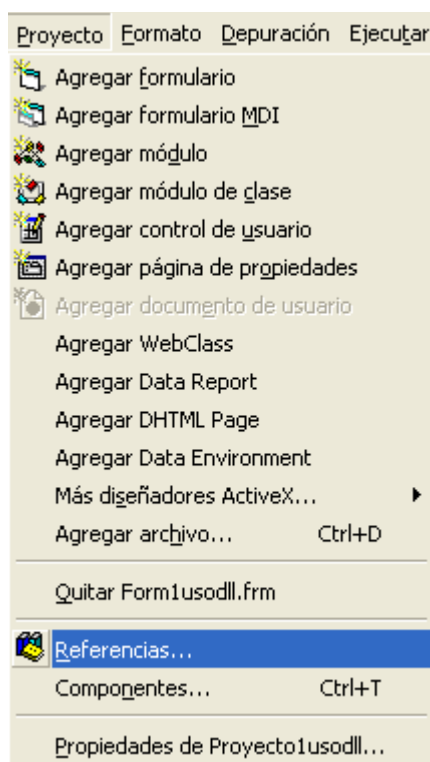 Proyecto Formato Depuración Ejecutar
Agregar formulario
Agregar formulario MDI
Agregar módulo
Agregar módulo de clase
Agregar control de usuario
Agregar página de propiedades
Agregar documento de usuario
Agregar WebClass
Agregar Data Report
Agregar DHTML Page
Agregar Data Environment
Más diseñadores ActiveX...
Agregar archivo... Ctrl+D
Quitar Form1usodll.frm
Referencias...
Componentes... Ctrl+T
Propiedades de Proyecto1usodll...